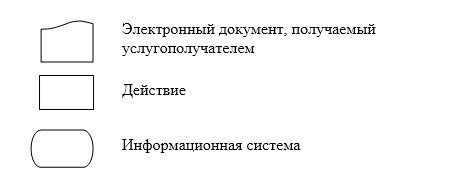 Электронный документ, получаемый
услугополучателем
Действие
Информационная система